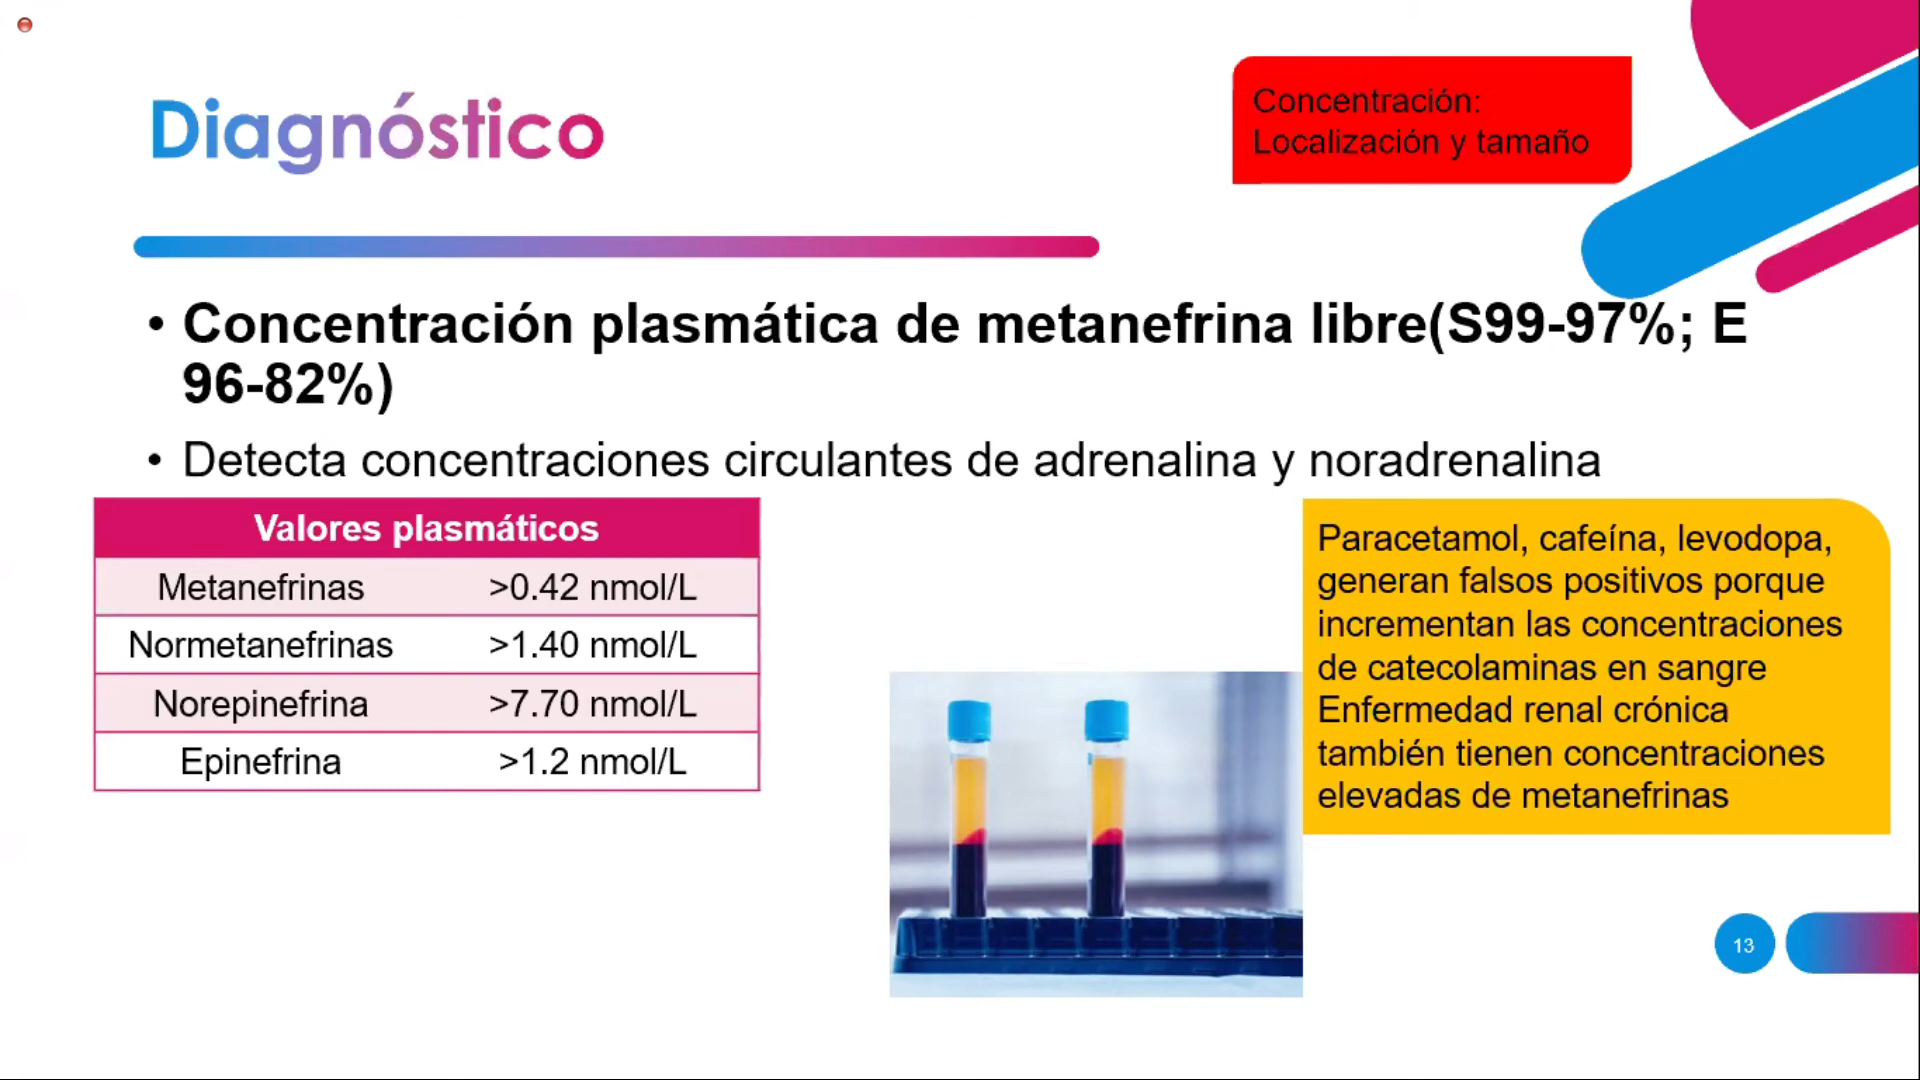 Diagnóstico
Concentración:
Localización y tamaño
• Concentración plasmática de metanefrina libre(S99-97%; E
96-82%)
• Detecta concentraciones circulantes de adrenalina y noradrenalina
Valores plasmáticos
Metanefrinas >0.42 nmol/L
Normetanefrinas >1.40 nmol/L
Norepinefrina >7.70 nmol/L
Epinefrina >1.2 nmol/L
Paracetamol, cafeína, levodopa,
generan falsos positivos porque
incrementan las concentraciones
de catecolaminas en sangre
Enfermedad renal crónica
también tienen concentraciones
elevadas de metanefrinas
13